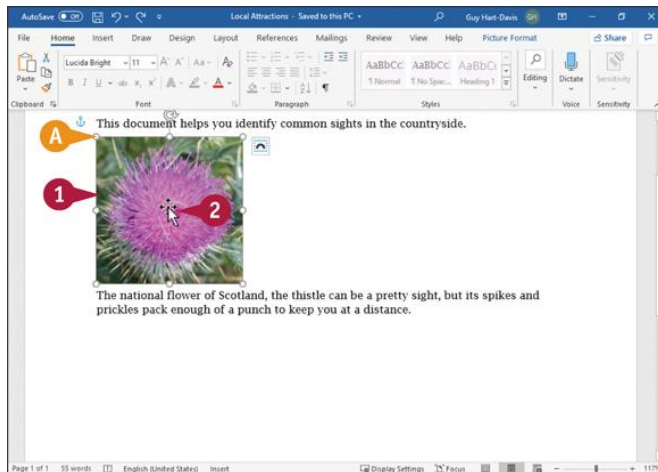 AutoSave Off Local Attractions - Saved to this PC Guy Hart-Davis GH
File Home Insert Draw Design Layout References Mailings Review View Help Picture Format Share
Paste Lucida Bright 11 A A Aa A AaBbCc AaBbCc AaBbCc Editing Dictate Sensitivity
B I U ab x x A A 1 Normal 1 No Spac... Heading 1
Clipboard Font Paragraph Styles Voice Sensitivity
This document helps you identify common sights in the countryside.
A
1
2
The national flower of Scotland, the thistle can be a pretty sight, but its spikes and
prickles pack enough of a punch to keep you at a distance.
Page 1 of 1 55 words English (United States) Insert Display Settings Focus